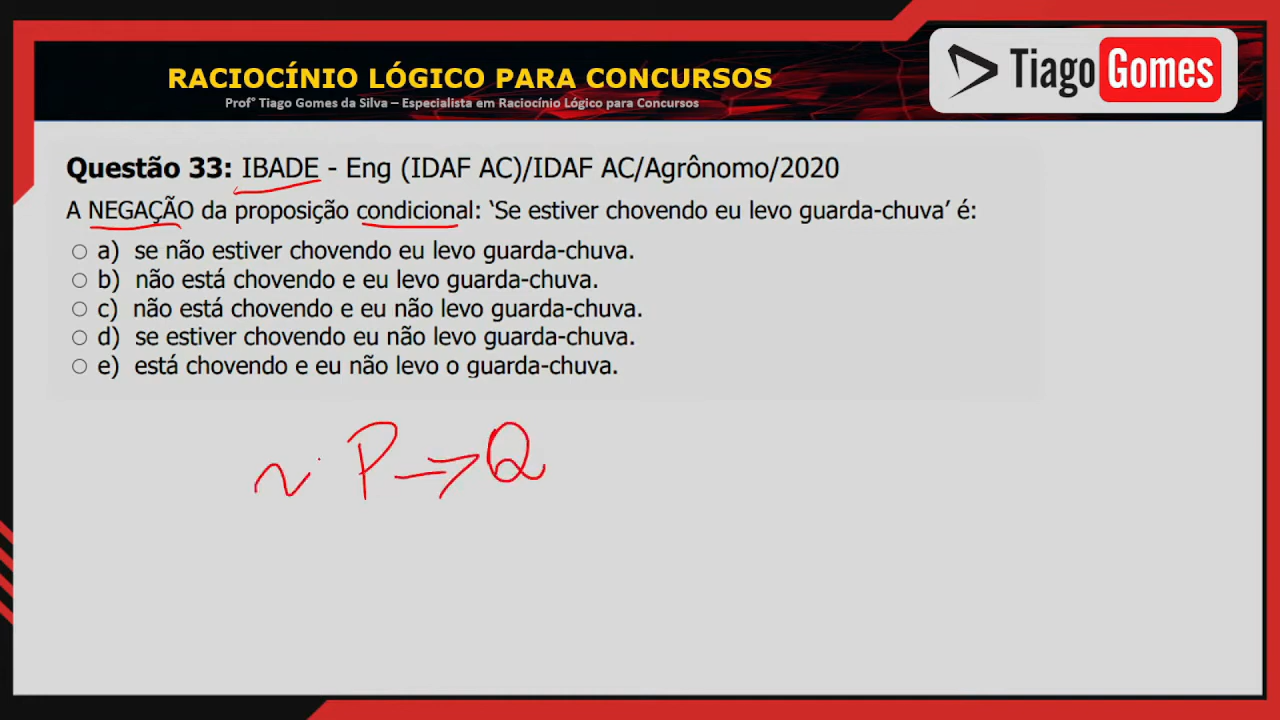 RACIOCÍNIO LÓGICO PARA CONCURSOS
Prof° Tiago Gomes da Silva – Especialista em Raciocínio Lógico para Concursos
Tiago Gomes
Questão 33: IBADE - Eng (IDAF AC)/IDAF AC/Agrônomo/2020
A NEGAÇÃO da proposição condicional: ‘Se estiver chovendo eu levo guarda-chuva’ é:
a) se não estiver chovendo eu levo guarda-chuva.
b) não está chovendo e eu levo guarda-chuva.
c) não está chovendo e eu não levo guarda-chuva.
d) se estiver chovendo eu não levo guarda-chuva.
e) está chovendo e eu não levo o guarda-chuva.
~ P → Q